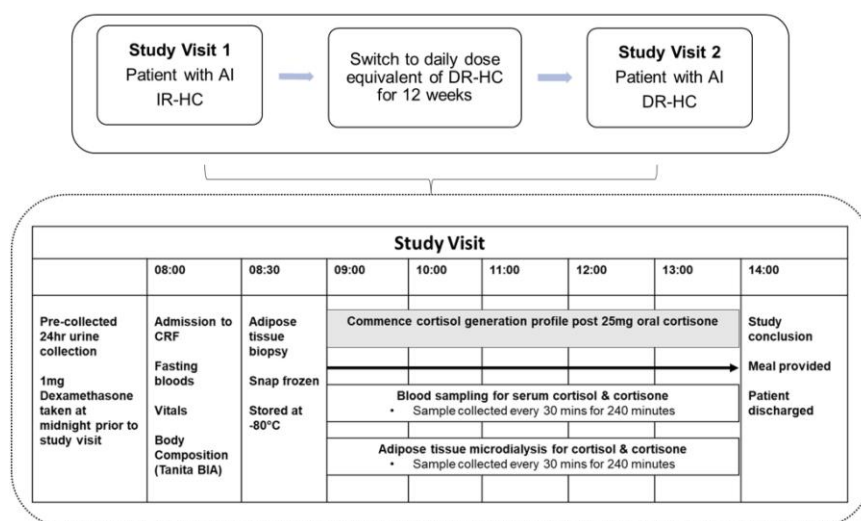 Study Visit 1
Patient with AI
IR-HC
Switch to daily dose
equivalent of DR-HC
for 12 weeks
Study Visit 2
Patient with AI
DR-HC
Study Visit
08:00 08:30 09:00 10:00 11:00 12:00 13:00 14:00
Pre-collected
24hr urine
collection
1mg
Dexamethasone
taken at
midnight prior to
study visit
Admission to
CRF
Fasting
bloods
Vitals
Body
Composition
(Tanita BIA)
Adipose
tissue
biopsy
Snap frozen
Stored at
-80°C
Commence cortisol generation profile post 25mg oral cortisone
Blood sampling for serum cortisol & cortisone
• Sample collected every 30 mins for 240 minutes
Adipose tissue microdialysis for cortisol & cortisone
• Sample collected every 30 mins for 240 minutes
Study
conclusion
Meal provided
Patient
discharged